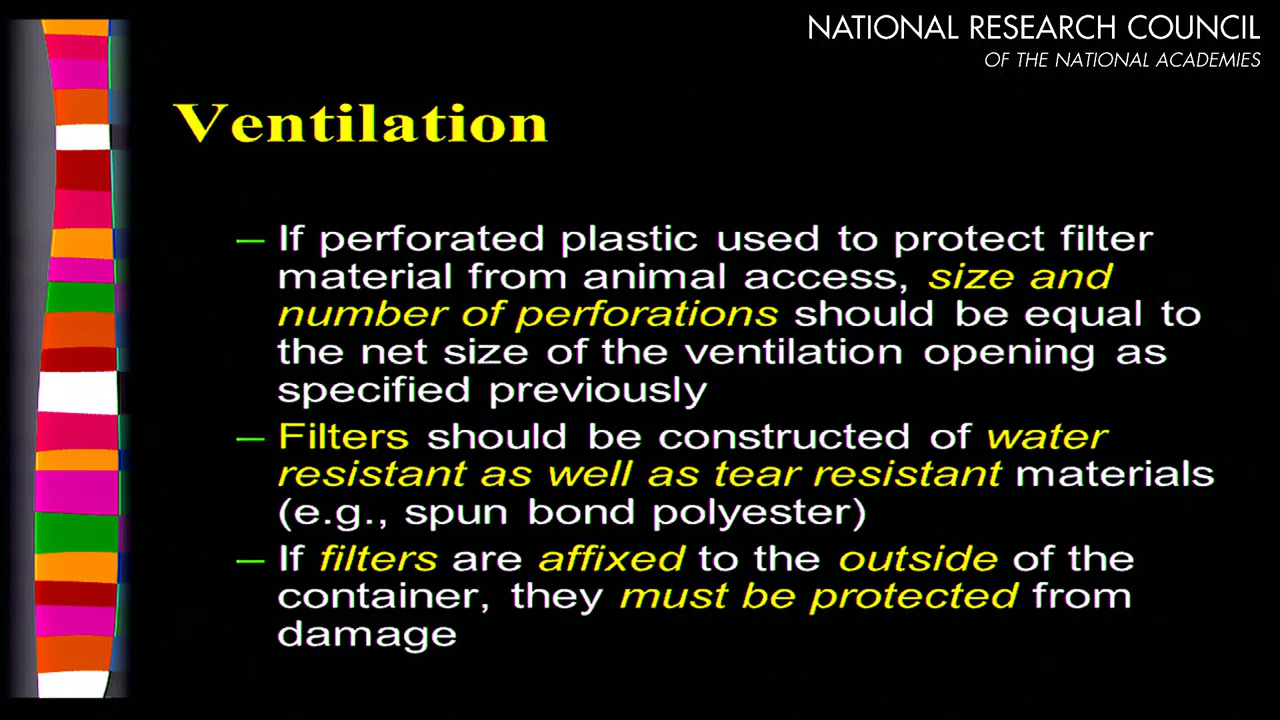 NATIONAL RESEARCH COUNCIL
OF THE NATIONAL ACADEMIES
Ventilation
– If perforated plastic used to protect filter
material from animal access, size and
number of perforations should be equal to
the net size of the ventilation opening as
specified previously
– Filters should be constructed of water
resistant as well as tear resistant materials
(e.g., spun bond polyester)
– If filters are affixed to the outside of the
container, they must be protected from
damage